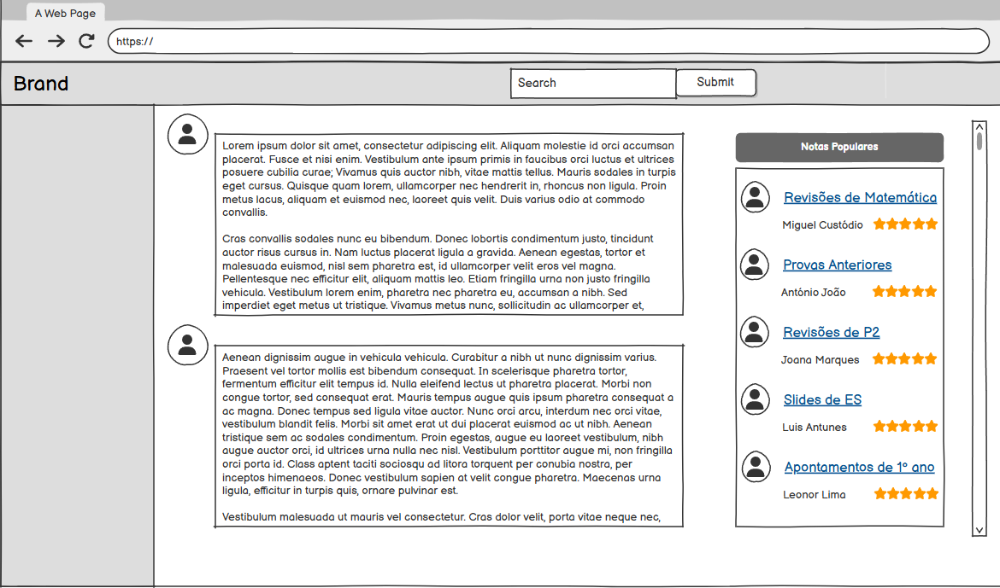 A Web Page
https://
Brand
Search
Submit
Lorem ipsum dolor sit amet, consectetur adipiscing elit. Aliquam molestie id orci accumsan
placerat. Fusce et nisi enim. Vestibulum ante ipsum primis in faucibus orci luctus et ultrices
posuere cubilia curae; Vivamus quis auctor nibh, vitae mattis tellus. Mauris sodales in turpis
eget cursus. Quisque quam lorem, ullamcorper nec hendrerit in, rhoncus non ligula. Proin
metus lacus, aliquam et euismod nec, laoreet quis velit. Duis varius odio at commodo
convallis.
Cras convallis sodales nunc eu bibendum. Donec lobortis condimentum justo, tincidunt
auctor risus cursus in. Nam luctus placerat ligula a gravida. Aenean egestas, tortor et
malesuada euismod, nisl sem pharetra est, id ullamcorper velit eros vel magna.
Pellentesque nec efficitur elit, aliquam mattis leo. Etiam fringilla urna non justo fringilla
vehicula. Vestibulum lorem enim, pharetra nec pharetra eu, accumsan a nibh. Sed
imperdiet eget metus ut tristique. Vivamus metus nunc, sollicitudin ac ullamcorper et,
Aenean dignissim augue in vehicula vehicula. Curabitur a nibh ut nunc dignissim varius.
Praesent vel tortor mollis est bibendum consequat. In scelerisque pharetra tortor,
fermentum efficitur elit tempus id. Nulla eleifend lectus ut pharetra placerat. Morbi non
congue tortor, sed consequat erat. Mauris tempus augue quis ipsum pharetra consequat a
ac magna. Donec tempus sed ligula vitae auctor. Nunc orci arcu, interdum nec orci vitae,
vestibulum blandit felis. Morbi sit amet erat ut dui placerat euismod ac ut nibh. Aenean
tristique sem ac sodales condimentum. Proin egestas, augue eu laoreet vestibulum, nibh
augue auctor orci, id ultrices urna nulla nec nisl. Vestibulum porttitor augue mi, non fringilla
orci porta id. Class aptent taciti sociosqu ad litora torquent per conubia nostra, per
inceptos himenaeos. Donec vestibulum sapien at velit congue pharetra. Maecenas urna
ligula, efficitur in turpis quis, ornare pulvinar est.
Vestibulum malesuada ut mauris vel consectetur. Cras dolor velit, porta vitae neque nec,
Notas Populares
Revisões de Matemática
Miguel Custódio
Provas Anteriores
António João
Revisões de P2
Joana Marques
Slides de ES
Luis Antunes
Apontamentos de 1º ano
Leonor Lima